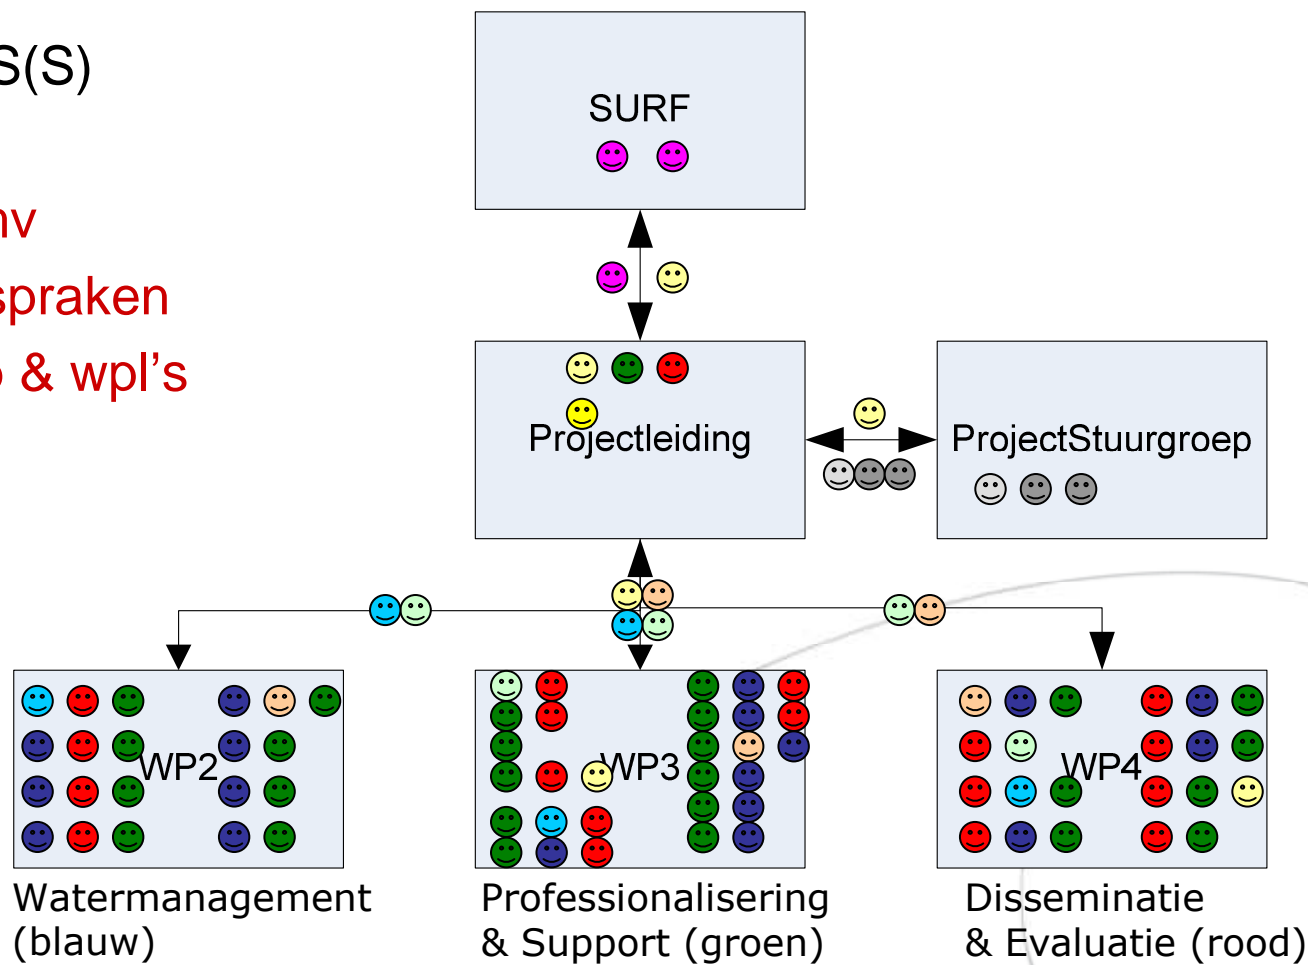 S(S)
nv
spraken
& wpl's
SURF
Projectleiding
ProjectStuurgroep
WP2
WP3
WP4
Watermanagement
(blauw)
Professionalisering
& Support (groen)
Disseminatie
& Evaluatie (rood)